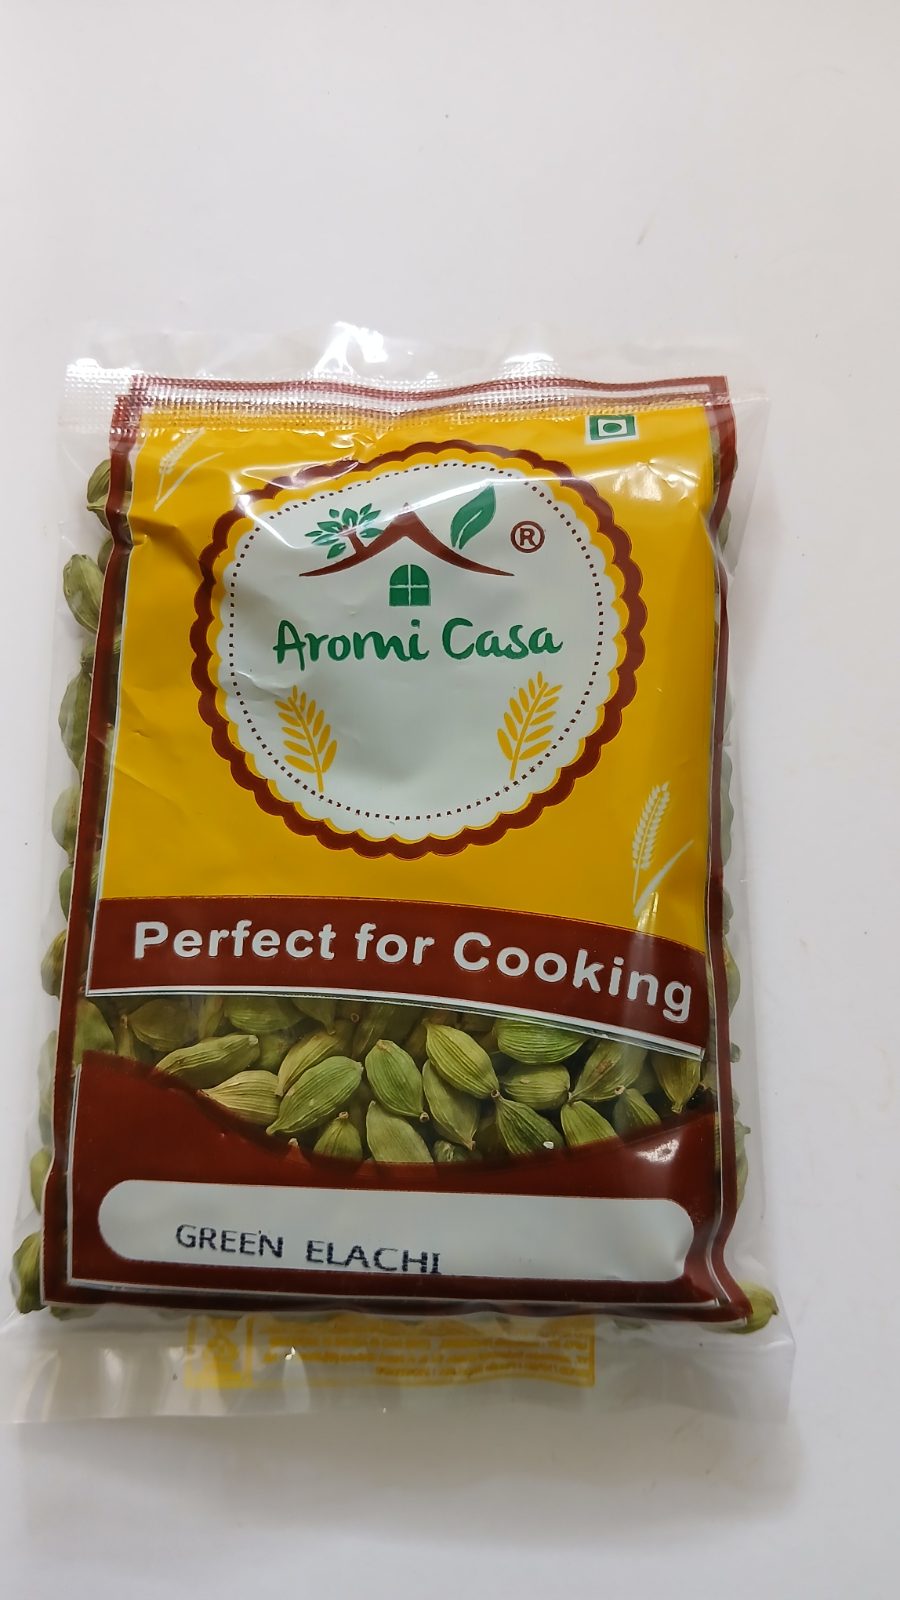 ®
Aromi Casa
Perfect for Cooking
GREEN ELACHI